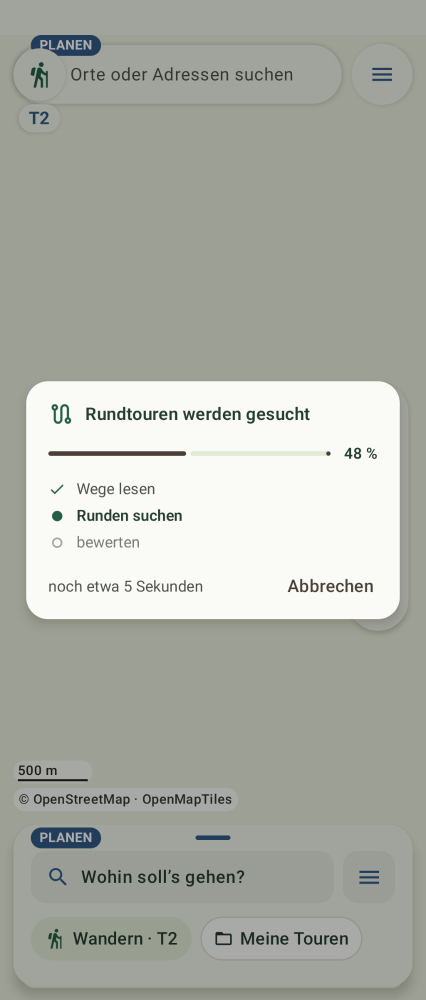 PLANEN
Orte oder Adressen suchen
T2
Rundtouren werden gesucht
48 %
Wege lesen
Runden suchen
bewerten
noch etwa 5 Sekunden
Abbrechen
500 m
© OpenStreetMap · OpenMapTiles
PLANEN
Wohin soll’s gehen?
Wandern · T2
Meine Touren